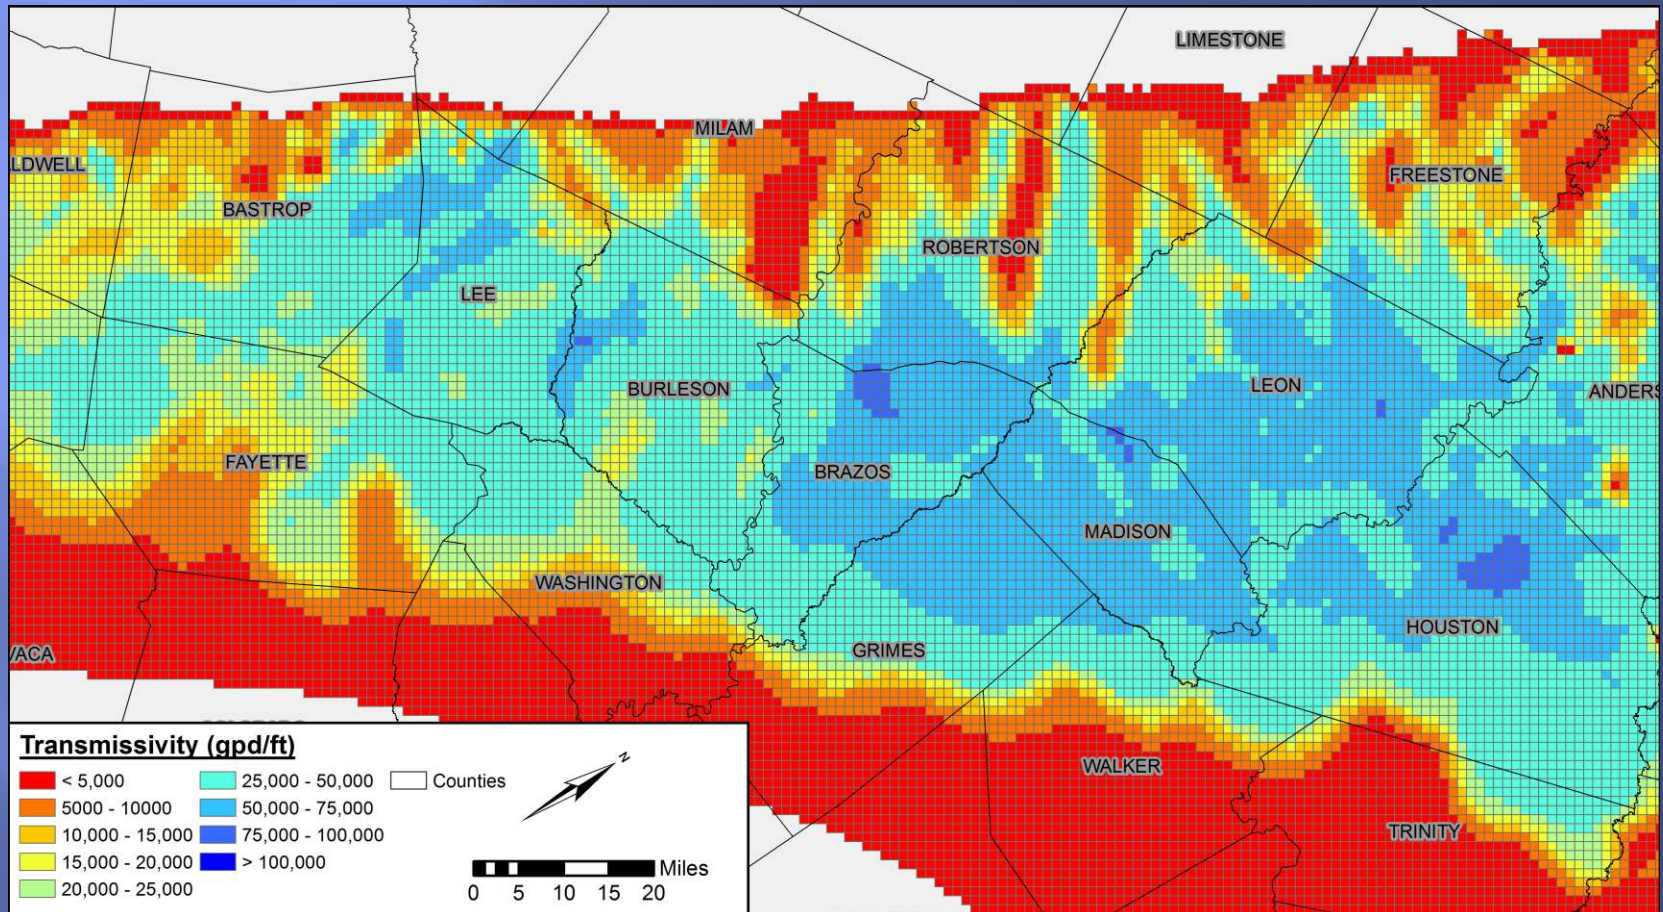 LIMESTONE
MILAM
LDWELL
FREESTONE
BASTROP
ROBERTSON
LEE
BURLESON
LEON
ANDERS
FAYETTE
BRAZOS
MADISON
WASHINGTON
HOUSTON
GRIMES
VACA
WALKER
TRINITY
Transmissivity (gpd/ft)
< 5,000
5000 - 10000
10,000 - 15,000
15,000 - 20,000
20,000 - 25,000
25,000 - 50,000
50,000 - 75,000
75,000 - 100,000
> 100,000
Counties
N
Miles
0 5 10 15 20